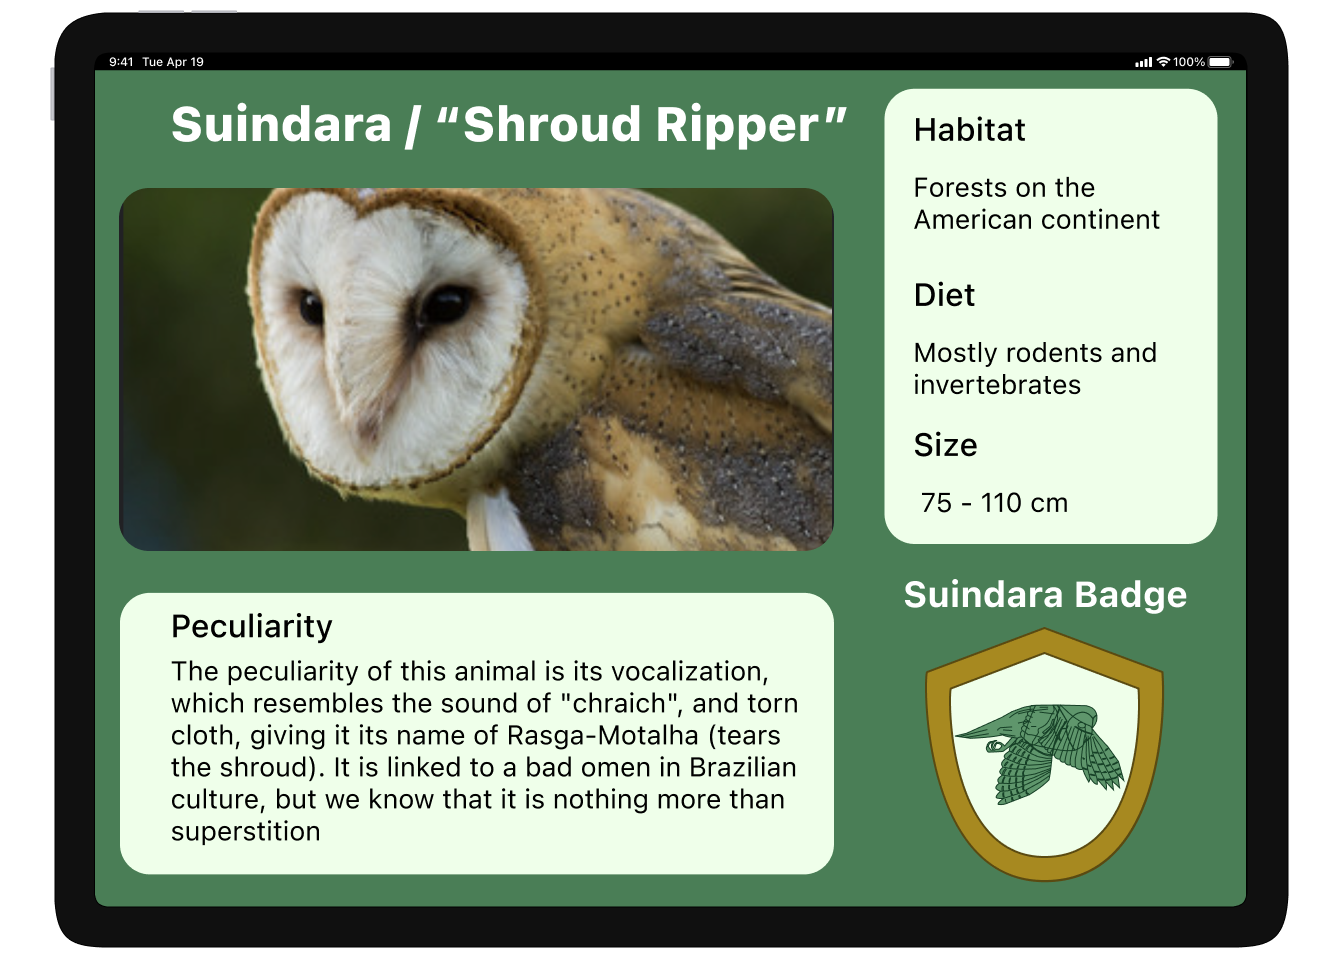 9:41 Tue Apr 19
100%
Suindara / “Shroud Ripper”
Habitat
Forests on the
American continent
Diet
Mostly rodents and
invertebrates
Size
75 - 110 cm
Peculiarity
The peculiarity of this animal is its vocalization,
which resembles the sound of "chraich", and torn
cloth, giving it its name of Rasga-Motalha (tears
the shroud). It is linked to a bad omen in Brazilian
culture, but we know that it is nothing more than
superstition
Suindara Badge